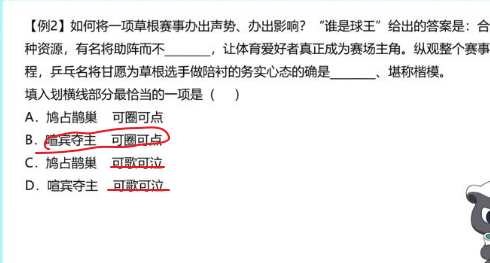 【例2】如何将一项草根赛事办出声势、办出影响？“谁是球王”给出的答案是：合
种资源，有名将助阵而不______，让体育爱好者真正成为赛场主角。纵观整个赛事
程，乒乓名将甘愿为草根选手做陪衬的务实心态的确是______、堪称楷模。
填入划横线部分最恰当的一项是（ ）
A．鸠占鹊巢 可圈可点
B．喧宾夺主 可圈可点
C．鸠占鹊巢 可歌可泣
D．喧宾夺主 可歌可泣